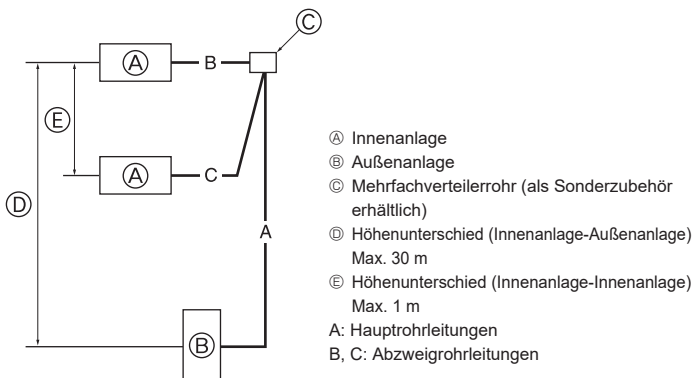 Ⓒ
Ⓐ
B
Ⓔ
Ⓐ
C
Ⓓ
A
Ⓑ
Ⓐ Innenanlage
Ⓑ Außenanlage
Ⓒ Mehrfachverteilerrohr (als Sonderzubehör
erhältlich)
Ⓓ Höhenunterschied (Innenanlage-Außenanlage)
Max. 30 m
Ⓔ Höhenunterschied (Innenanlage-Innenanlage)
Max. 1 m
A: Hauptrohrleitungen
B, C: Abzweigrohrleitungen